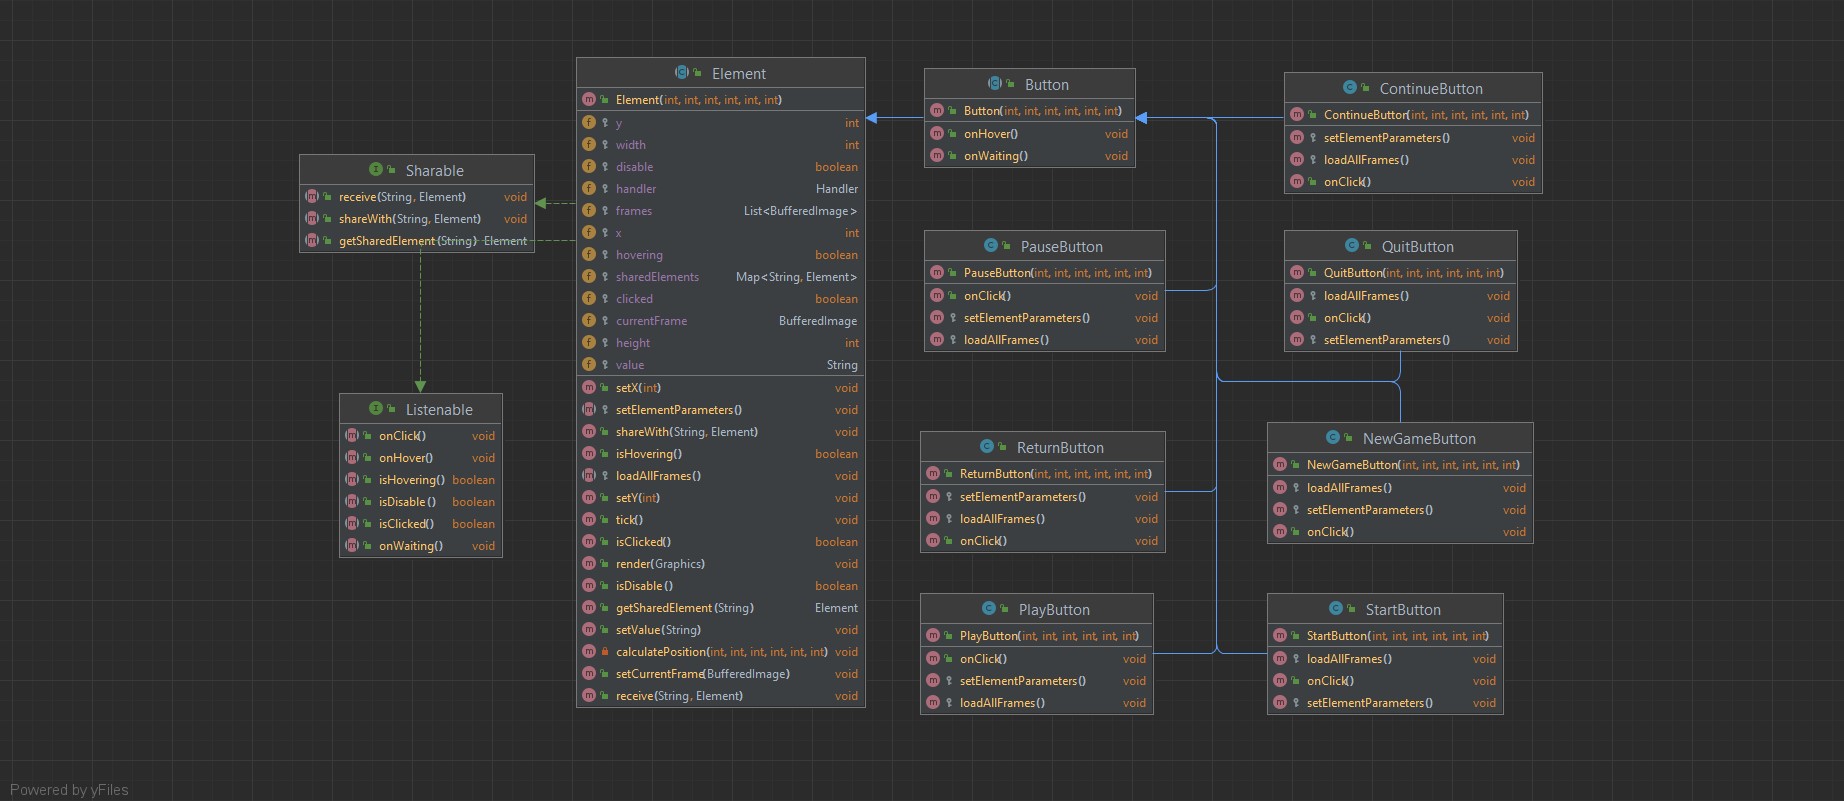 Sharable
receive(String, Element) void
shareWith(String, Element) void
getSharedElement(String) Element
Listenable
onClick() void
onHover() void
isHovering() boolean
isDisable() boolean
isClicked() boolean
onWaiting() void
Element
Element(int, int, int, int, int, int)
y int
width int
disable boolean
handler Handler
frames List<BufferedImage>
x int
hovering boolean
sharedElements Map<String, Element>
clicked boolean
currentFrame BufferedImage
height int
value String
setX(int) void
setElementParameters() void
shareWith(String, Element) void
isHovering() boolean
loadAllFrames() void
setY(int) void
tick() void
isClicked() boolean
render(Graphics) void
isDisable() boolean
getSharedElement(String) Element
setValue(String) void
calculatePosition(int, int, int, int, int, int) void
setCurrentFrame(BufferedImage) void
receive(String, Element) void
Button
Button(int, int, int, int, int, int)
onHover() void
onWaiting() void
PauseButton
PauseButton(int, int, int, int, int, int)
onClick() void
setElementParameters() void
loadAllFrames() void
ReturnButton
ReturnButton(int, int, int, int, int, int)
setElementParameters() void
loadAllFrames() void
onClick() void
PlayButton
PlayButton(int, int, int, int, int, int)
onClick() void
setElementParameters() void
loadAllFrames() void
ContinueButton
ContinueButton(int, int, int, int, int, int)
setElementParameters() void
loadAllFrames() void
onClick() void
QuitButton
QuitButton(int, int, int, int, int, int)
loadAllFrames() void
onClick() void
setElementParameters() void
NewGameButton
NewGameButton(int, int, int, int, int, int)
loadAllFrames() void
setElementParameters() void
onClick() void
StartButton
StartButton(int, int, int, int, int, int)
loadAllFrames() void
onClick() void
setElementParameters() void
Powered by yFiles